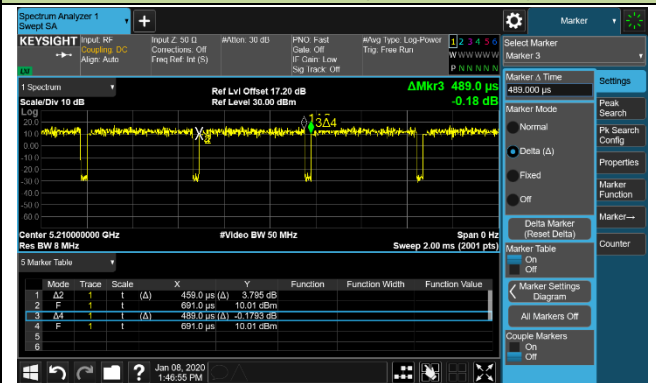 Spectrum Analyzer 1
Swept SA
Marker
KEYSIGHT
Input: RF
Coupling: DC
Align: Auto
Input Z: 50 Ω
Corrections: Off
Freq Ref: Int (S)
#Atten: 30 dB
PNO: Fast
Gate: Off
IF Gain: Low
Sig Track: Off
#Avg Type: Log-Power
Trig: Free Run
1 2 3 4 5 6
W W W W W W
P N N N N N
Select Marker
Marker 3
1 Spectrum
Scale/Div 10 dB
Ref Lvl Offset 17.20 dB
Ref Level 30.00 dBm
ΔMkr3 489.0 µs
-0.18 dB
Log
20.0
10.0
0.00
-10.0
-20.0
-30.0
-40.0
-50.0
-60.0
3Δ4
Center 5.210000000 GHz
Res BW 8 MHz
#Video BW 50 MHz
Span 0 Hz
Sweep 2.00 ms (2001 pts)
5 Marker Table
Mode Trace Scale X Y Function Function Width Function Value
1 Δ2 1 t (Δ) 459.0 µs (Δ) 3.795 dB
2 F 1 t 691.0 µs 10.01 dBm
3 Δ4 1 t (Δ) 489.0 µs (Δ) -0.1793 dB
4 F 1 t 691.0 µs 10.01 dBm
5
6
Jan 08, 2020
1:46:55 PM
Marker Δ Time
489.000 µs
Marker Mode
Normal
Delta (Δ)
Fixed
Off
Delta Marker
(Reset Delta)
Marker Table
On
Off
Marker Settings
Diagram
All Markers Off
Couple Markers
On
Off
Settings
Peak
Search
Pk Search
Config
Properties
Marker
Function
Marker→
Counter